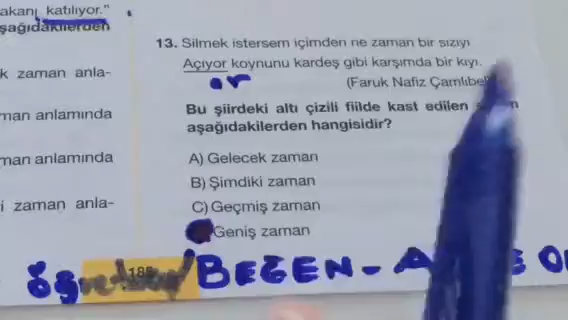 akanı katılıyor."
şağıdakilerden
k zaman anla-
man anlamında
man anlamında
i zaman anla-
13. Silmek istersem içimden ne zaman bir sızıyı
Açıyor koynunu kardeş gibi karşımda bir kıyı.
ar
(Faruk Nafiz Çamlıbel
Bu şiirdeki altı çizili fiilde kast edilen
aşağıdakilerden hangisidir?
A) Gelecek zaman
B) Şimdiki zaman
C) Geçmiş zaman
Geniş zaman
BEĞEN- A